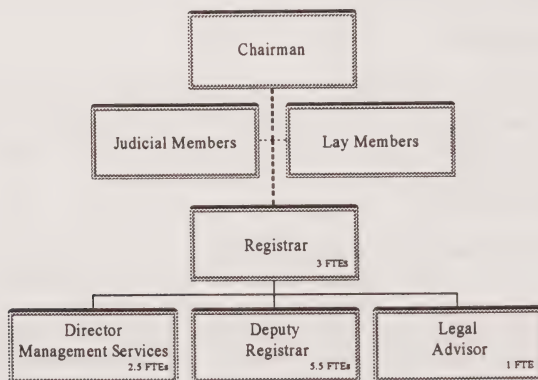 Chairman
Judicial Members
Lay Members
Registrar
3 FTEs
Director
Management Services
2.5 FTEs
Deputy
Registrar
5.5 FTEs
Legal
Advisor
1 FTE